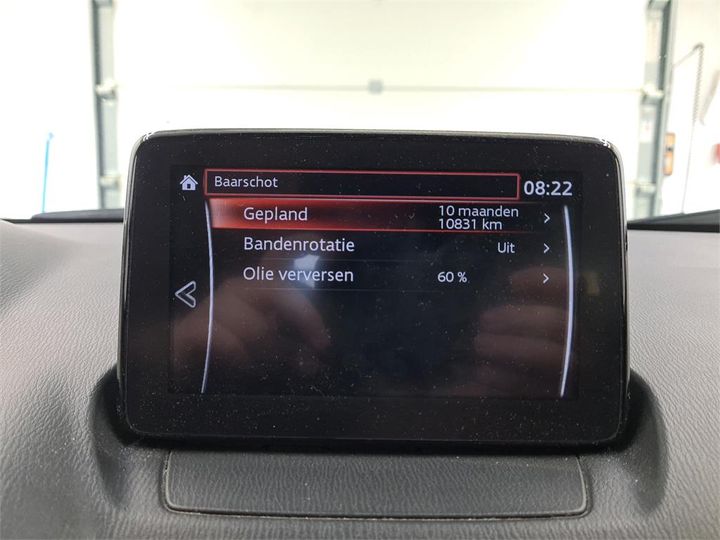 Baarschot
08:22
Gepland
10 maanden
10831 km
Bandenrotatie
Uit
Olie verversen
60 %